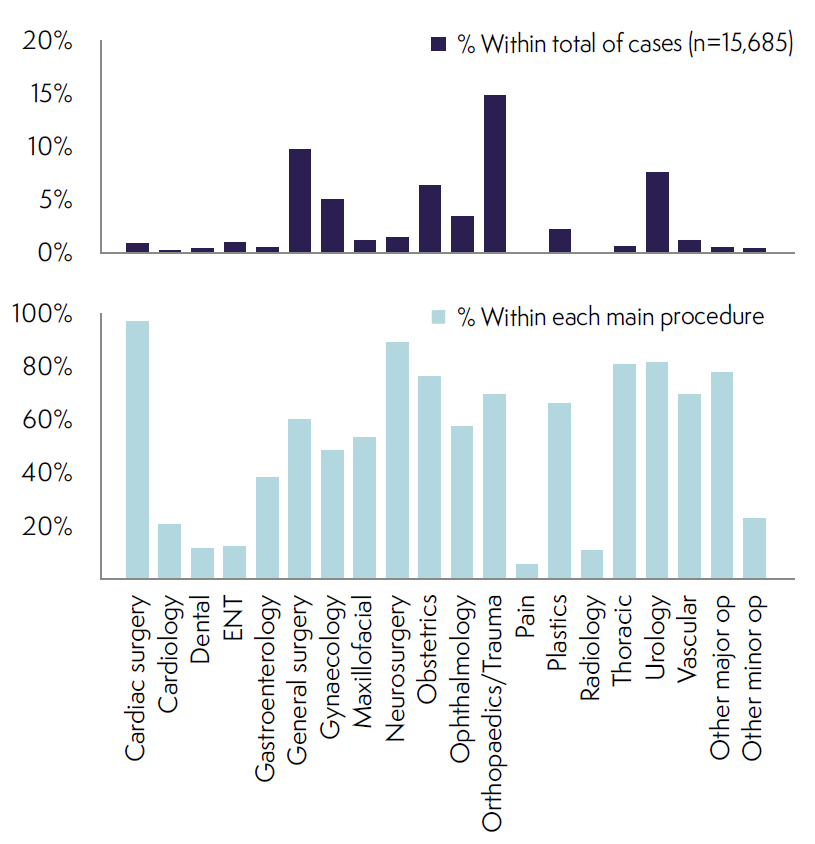 20%
% Within total of cases (n=15,685)
15%
10%
5%
0%
100%
% Within each main procedure
80%
60%
40%
20%
Cardiac surgery
Cardiology
Dental
ENT
Gastroenterology
General surgery
Gynaecology
Maxillofacial
Neurosurgery
Obstetrics
Ophthalmology
Orthopaedics/Trauma
Pain
Plastics
Radiology
Thoracic
Urology
Vascular
Other major op
Other minor op